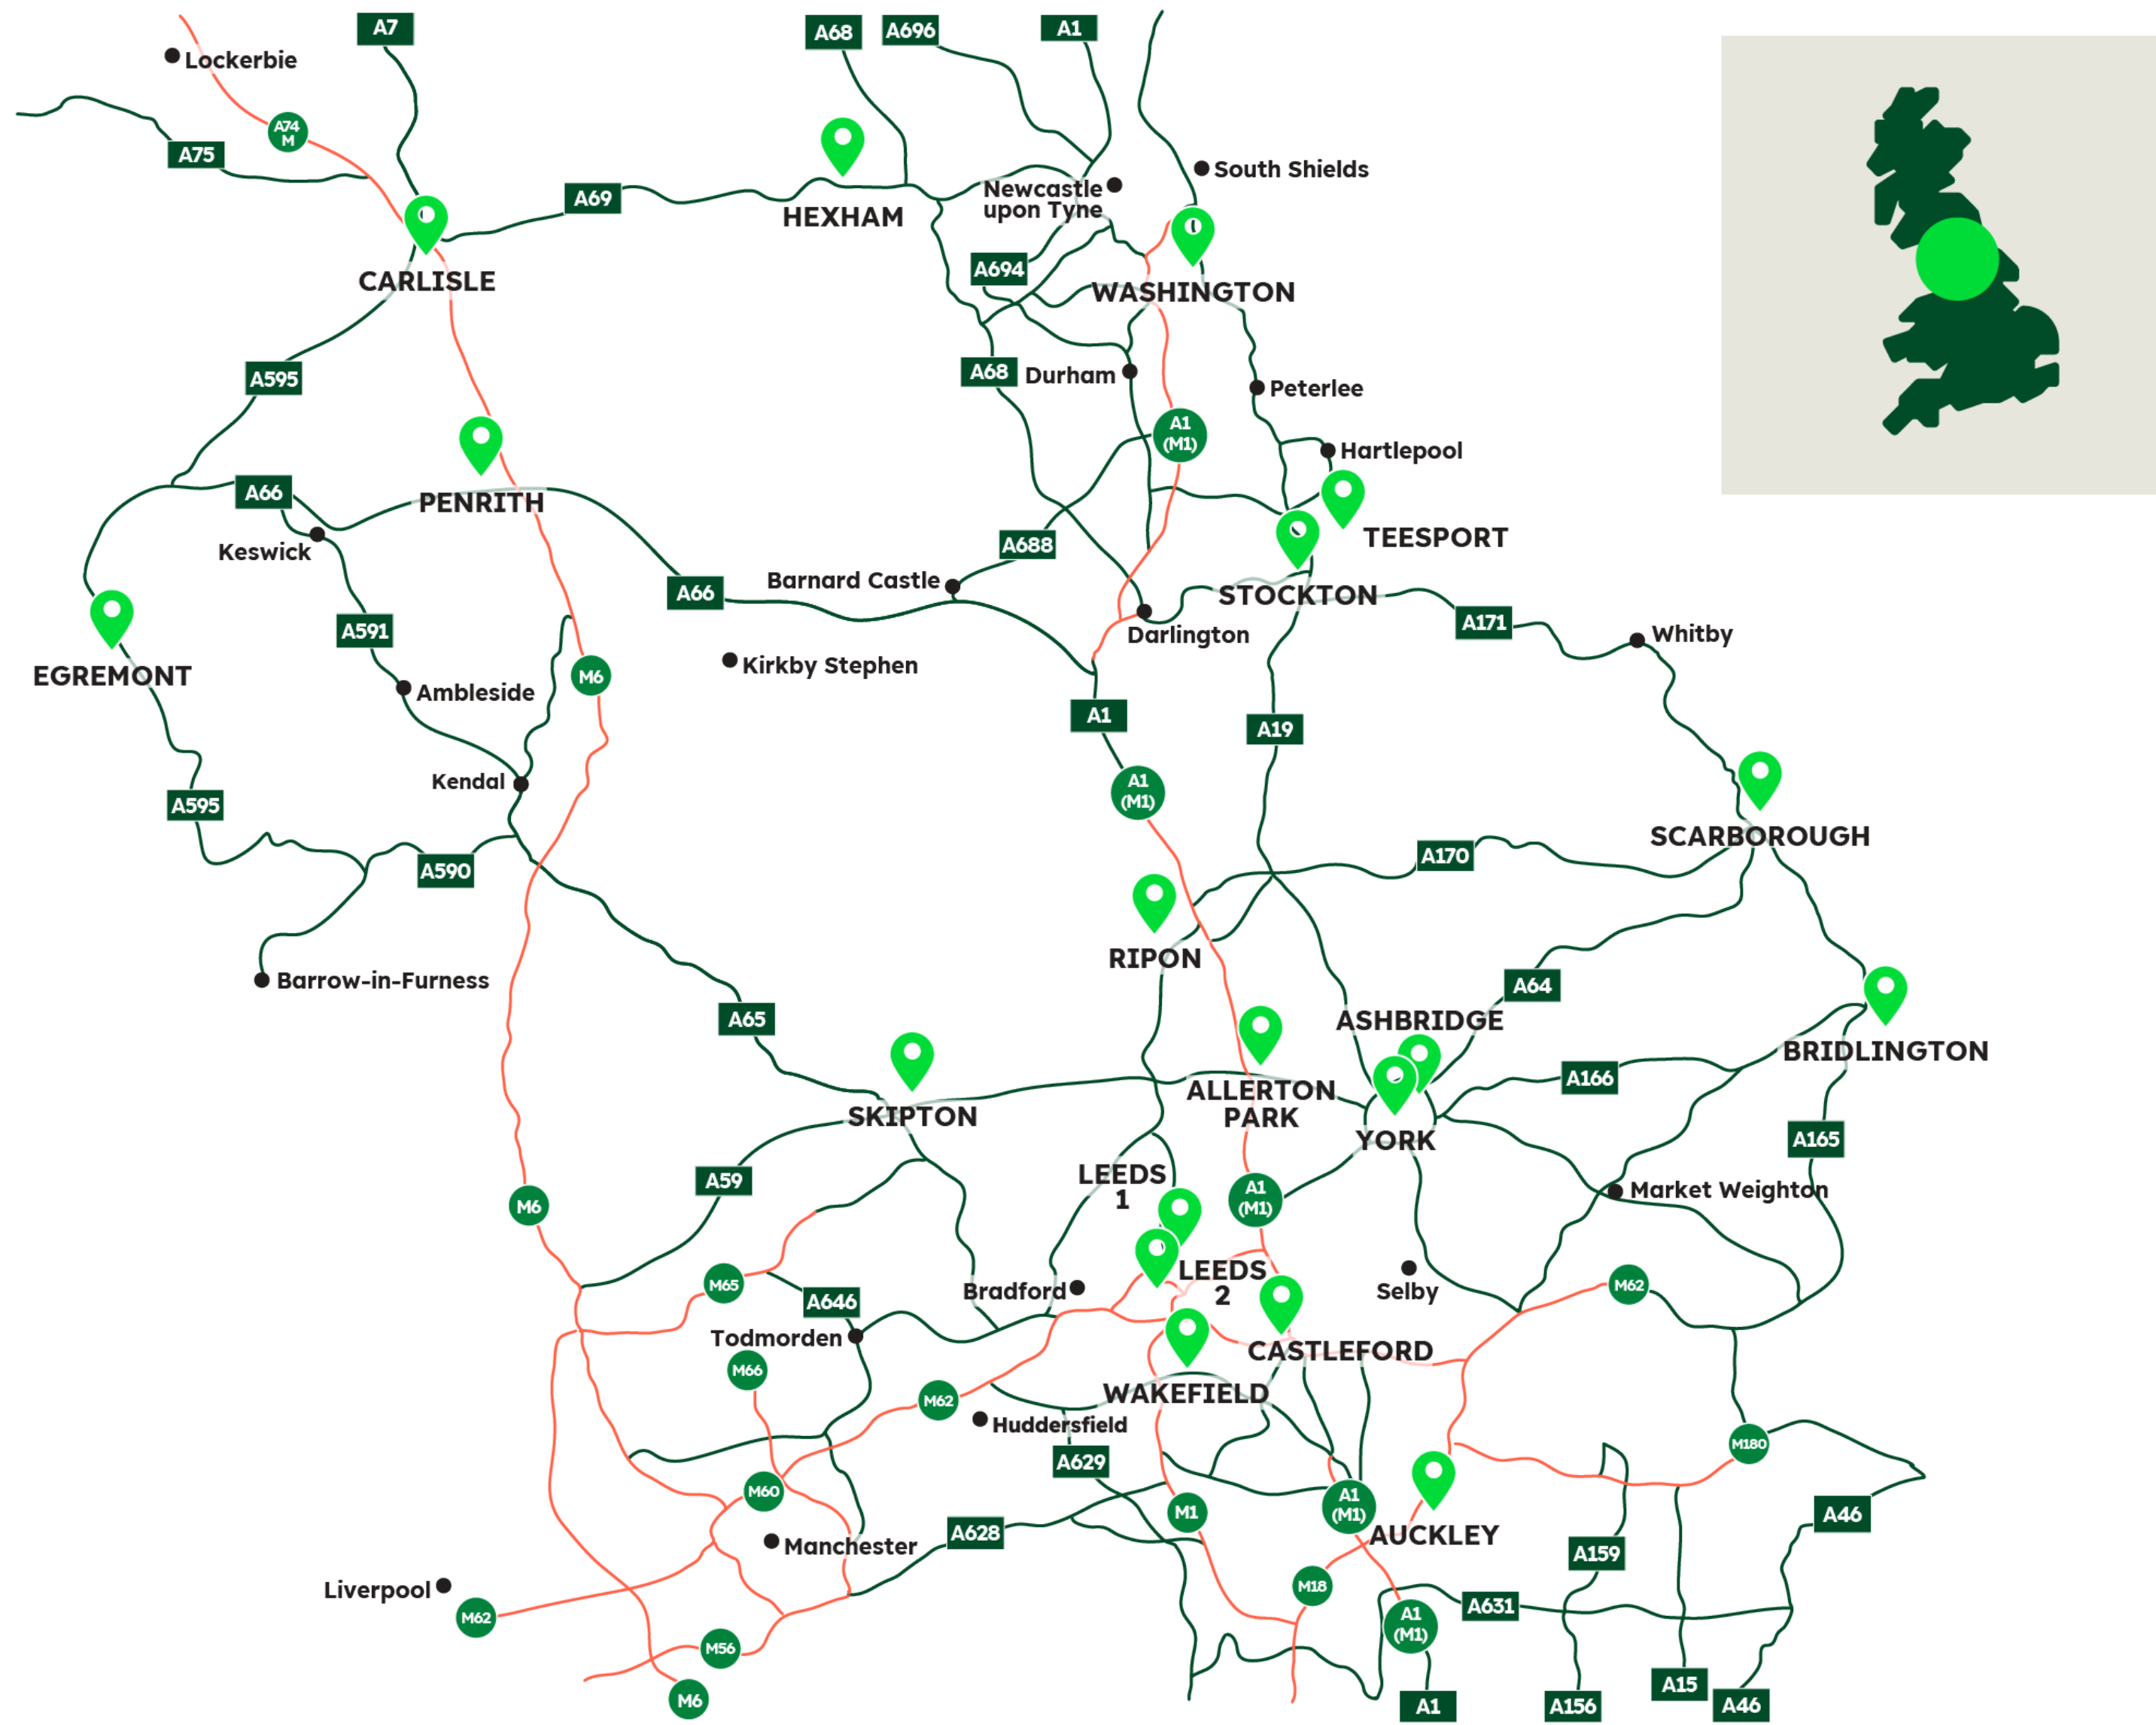 A7
A68
A696
A1
Lockerbie
A74
M
A75
South Shields
A69
Newcastle
upon Tyne
HEXHAM
CARLISLE
A694
WASHINGTON
A595
A68
Durham
Peterlee
A1
(M1)
Hartlepool
A66
PENRITH
TEESPORT
Keswick
A688
Barnard Castle
A66
STOCKTON
A171
A591
Darlington
Whitby
EGREMONT
Kirkby Stephen
M6
Ambleside
A1
A19
Kendal
A1
(M1)
A595
SCARBOROUGH
A590
A170
RIPON
Barrow-in-Furness
A64
A65
ASHBRIDGE
BRIDLINGTON
A166
ALLERTON
PARK
SKIPTON
YORK
A165
A59
LEEDS
1
A1
(M1)
Market Weighton
M6
LEEDS
2
M65
Bradford
Selby
M62
A646
Todmorden
CASTLEFORD
M66
WAKEFIELD
M62
Huddersfield
M180
A629
M60
M1
A1
(M1)
A46
A628
AUCKLEY
Manchester
A159
Liverpool
M18
M62
A631
A1
(M1)
M56
A15
M6
A1
A156
A46